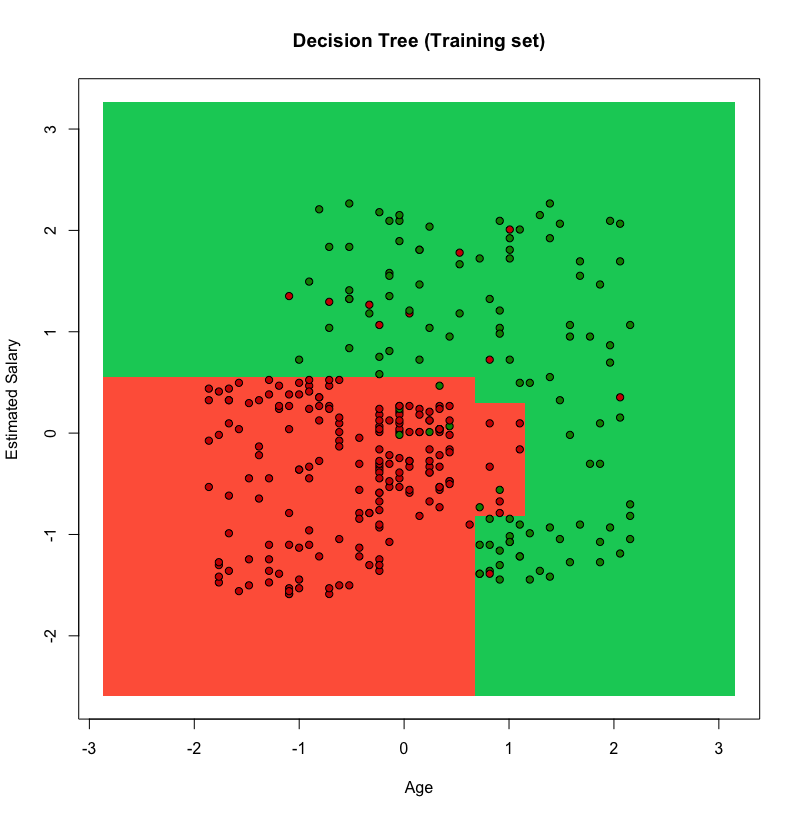 Decision Tree (Training set)
3
2
1
0
-1
-2
Estimated Salary
-3 -2 -1 0 1 2 3
Age